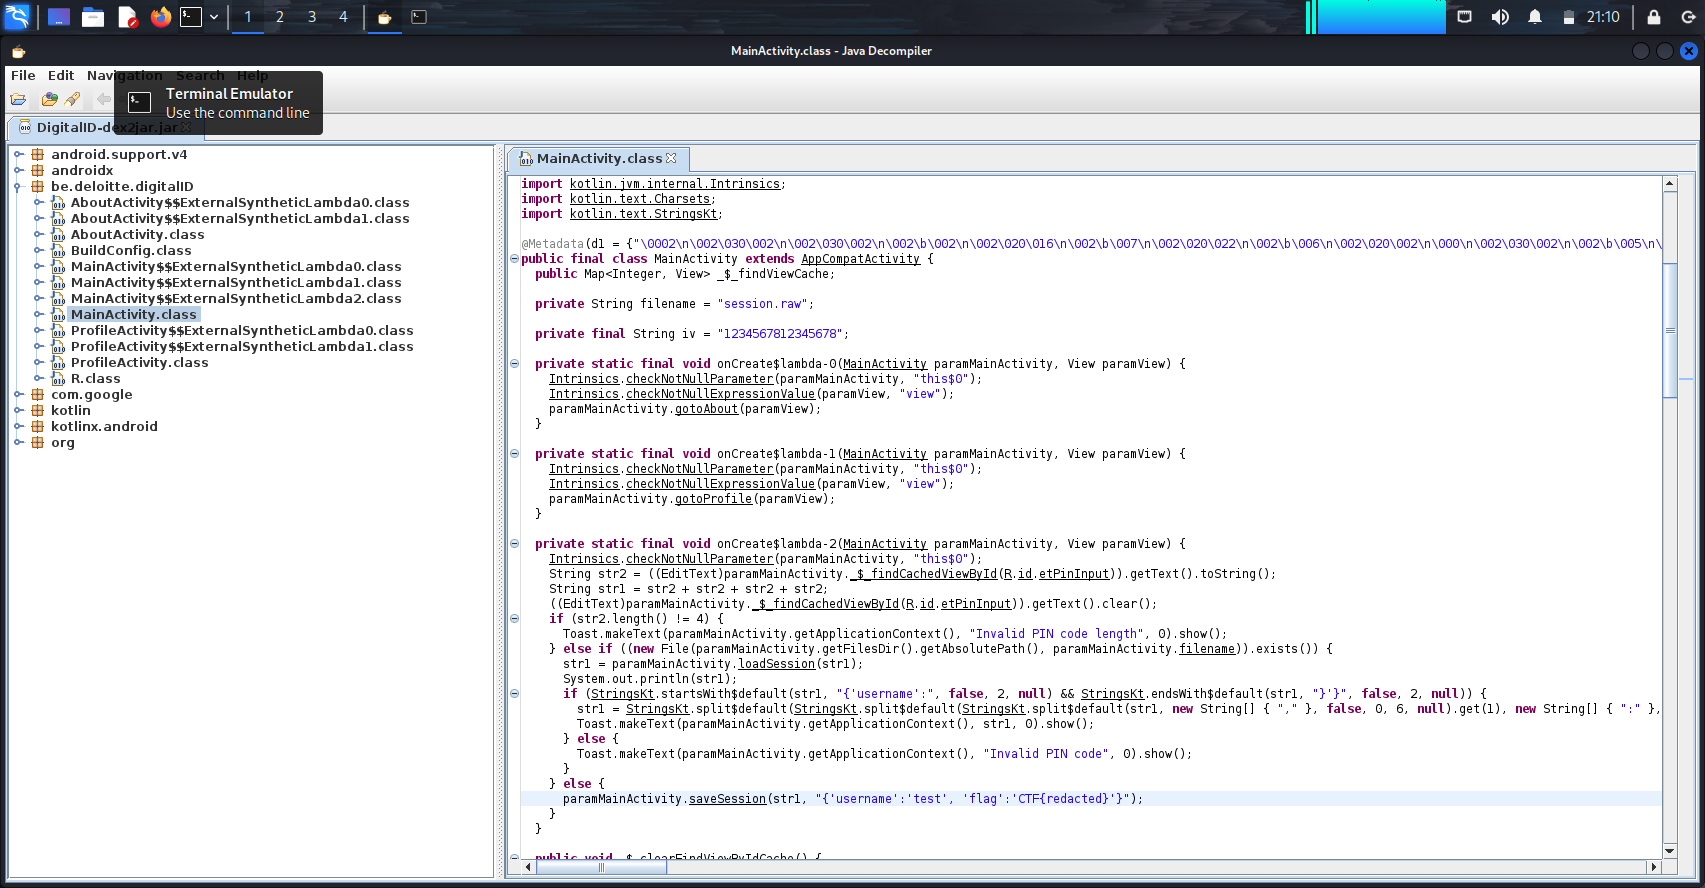 1 2 3 4 21:10
MainActivity.class - Java Decompiler
File Edit Navigation Search Help
Terminal Emulator
Use the command line
DigitalID-dex2jar.jar
android.support.v4
androidx
be.deloitte.digitalID
AboutActivity$$ExternalSyntheticLambda0.class
AboutActivity$$ExternalSyntheticLambda1.class
AboutActivity.class
BuildConfig.class
MainActivity$$ExternalSyntheticLambda0.class
MainActivity$$ExternalSyntheticLambda1.class
MainActivity$$ExternalSyntheticLambda2.class
MainActivity.class
ProfileActivity$$ExternalSyntheticLambda0.class
ProfileActivity$$ExternalSyntheticLambda1.class
ProfileActivity.class
R.class
com.google
kotlin
kotlinx.android
org
MainActivity.class
import kotlin.jvm.internal.Intrinsics;
import kotlin.text.Charsets;
import kotlin.text.StringsKt;
@Metadata(d1 = {"\0002\n\002\030\002\n\002\030\002\n\002\b\002\n\002\020\016\n\002\b\007\n\002\020\022\n\002\b\006\n\002\020\002\n\000\n\002\030\002\n\002\b\005\n\
public final class MainActivity extends AppCompatActivity {
public Map<Integer, View> _$_findViewCache;
private String filename = "session.raw";
private final String iv = "1234567812345678";
private static final void onCreate$lambda-0(MainActivity paramMainActivity, View paramView) {
Intrinsics.checkNotNullParameter(paramMainActivity, "this$0");
Intrinsics.checkNotNullExpressionValue(paramView, "view");
paramMainActivity.gotoAbout(paramView);
}
private static final void onCreate$lambda-1(MainActivity paramMainActivity, View paramView) {
Intrinsics.checkNotNullParameter(paramMainActivity, "this$0");
Intrinsics.checkNotNullExpressionValue(paramView, "view");
paramMainActivity.gotoProfile(paramView);
}
private static final void onCreate$lambda-2(MainActivity paramMainActivity, View paramView) {
Intrinsics.checkNotNullParameter(paramMainActivity, "this$0");
String str2 = ((EditText)paramMainActivity._$_findCachedViewById(R.id.etPinInput)).getText().toString();
String str1 = str2 + str2 + str2 + str2;
((EditText)paramMainActivity._$_findCachedViewById(R.id.etPinInput)).getText().clear();
if (str2.length() != 4) {
Toast.makeText(paramMainActivity.getApplicationContext(), "Invalid PIN code length", 0).show();
} else if ((new File(paramMainActivity.getFilesDir().getAbsolutePath(), paramMainActivity.filename)).exists()) {
str1 = paramMainActivity.loadSession(str1);
System.out.println(str1);
if (StringsKt.startsWith$default(str1, "{'username':", false, 2, null) && StringsKt.endsWith$default(str1, "}'}", false, 2, null)) {
str1 = StringsKt.split$default(StringsKt.split$default(StringsKt.split$default(str1, new String[] { "," }, false, 0, 6, null).get(1), new String[] { ":" },
Toast.makeText(paramMainActivity.getApplicationContext(), str1, 0).show();
} else {
Toast.makeText(paramMainActivity.getApplicationContext(), "Invalid PIN code", 0).show();
}
} else {
paramMainActivity.saveSession(str1, "{'username':'test', 'flag':'CTF{redacted}'}");
}
}
public void _$_clearFindViewByIdCache() {